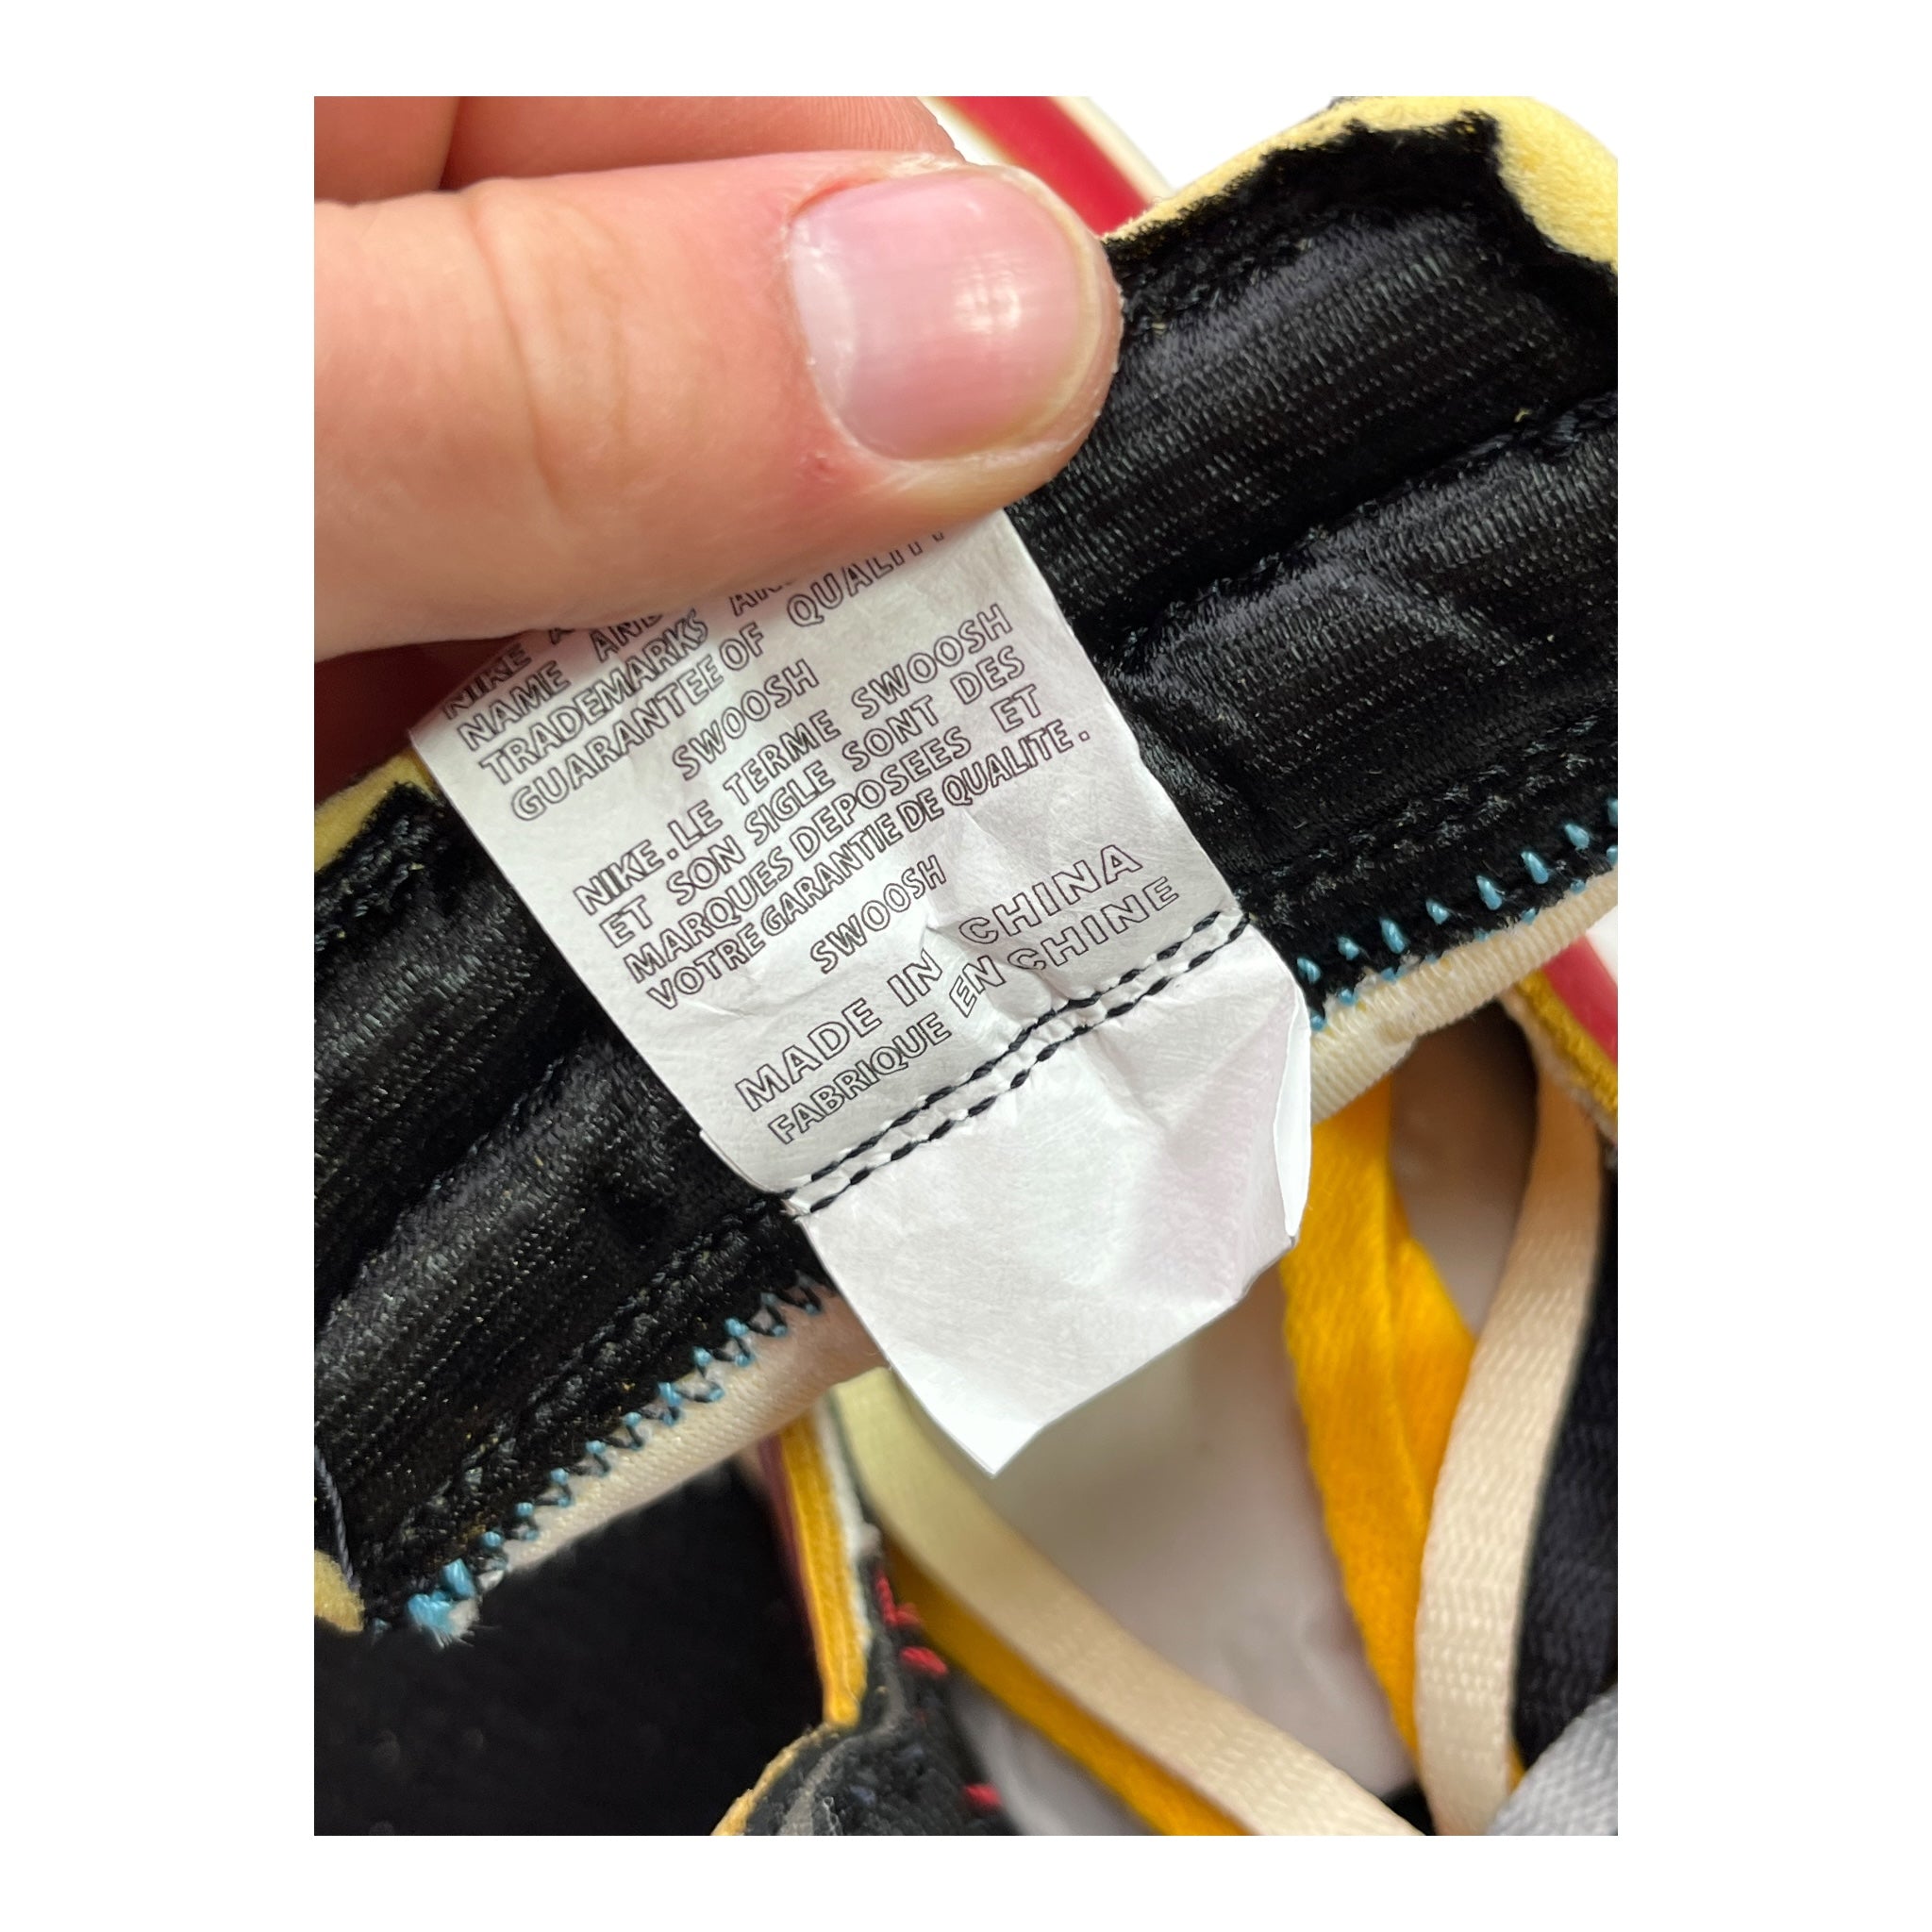 NIKE
NAME AND
TRADEMARKS
GUARANTEE OF QUALITY
SWOOSH
NIKE.LE TERME SWOOSH
ET SON SIGLE SONT DES
MARQUES DEPOSEES ET
VOTRE GARANTIE DE QUALITE.
SWOOSH
MADE IN CHINA
FABRIQUE EN CHINE